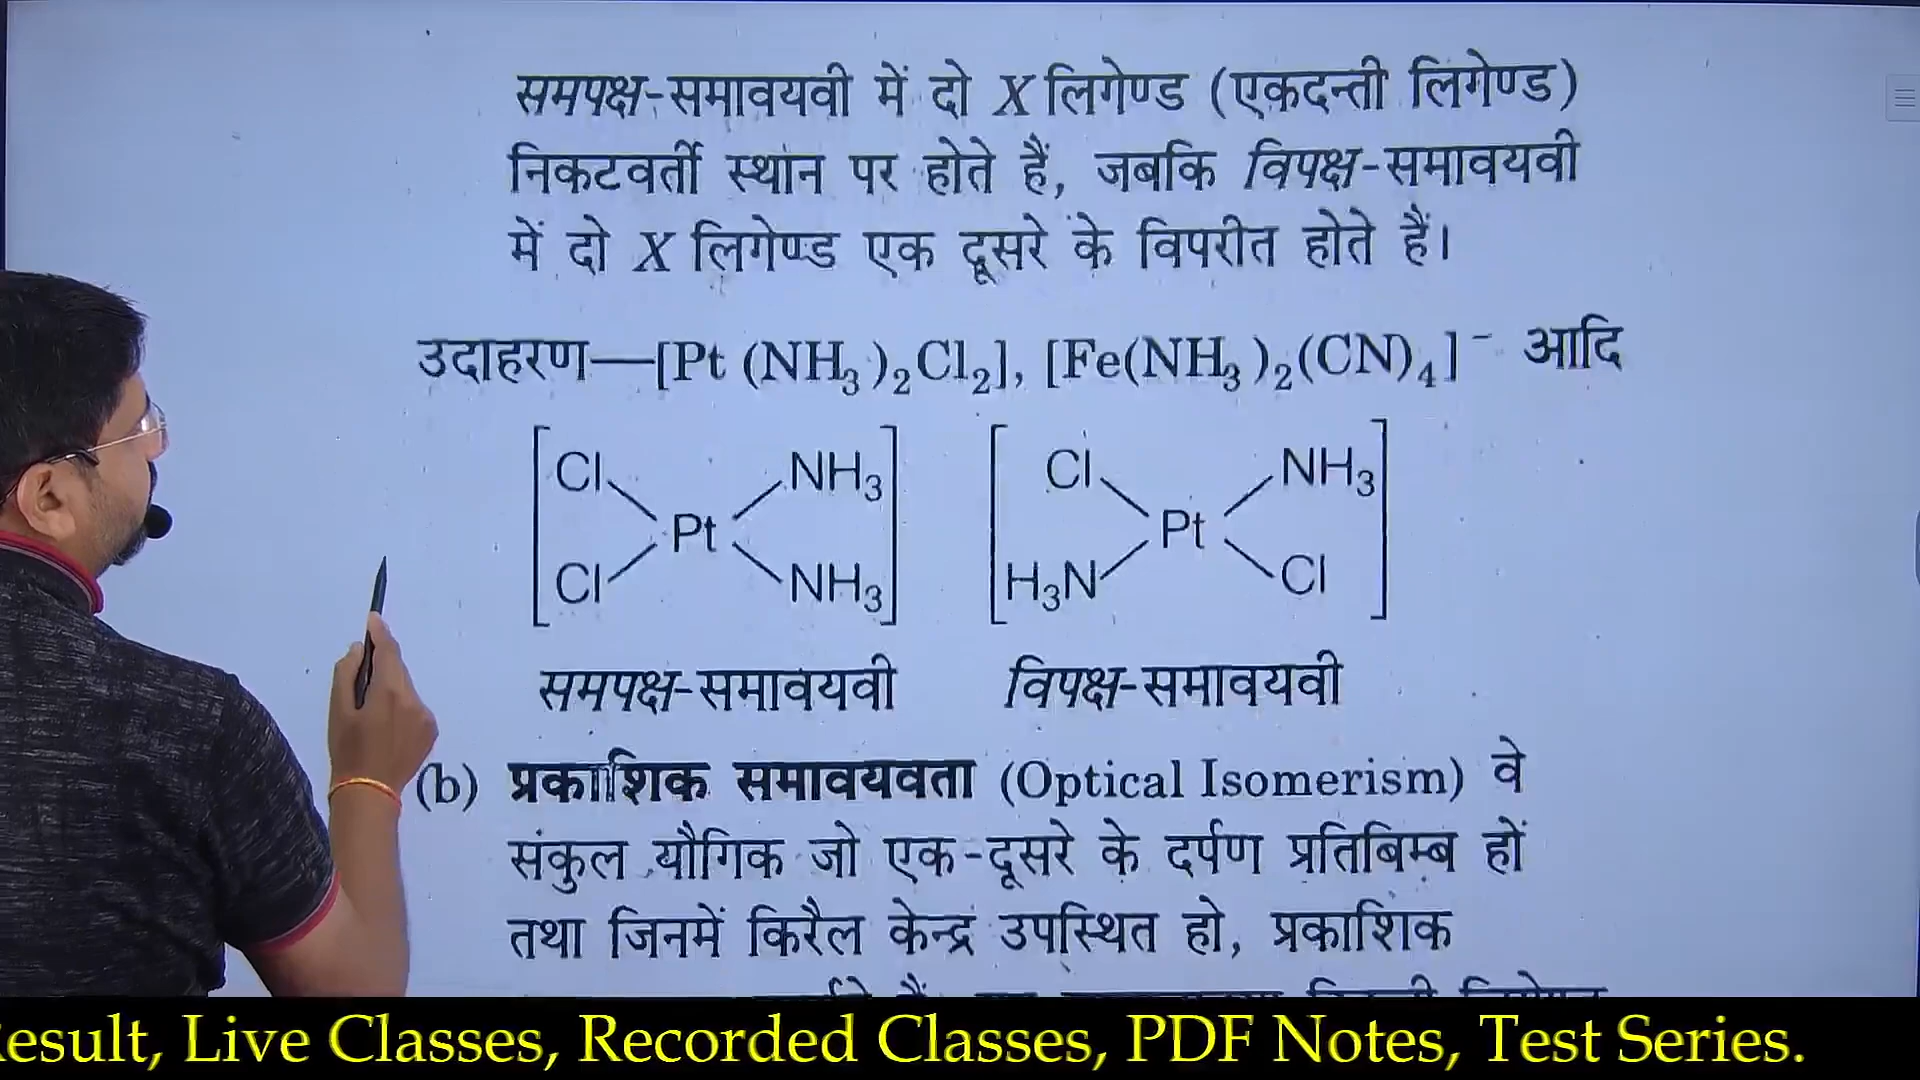 समपक्ष-समावयवी में दो X लिगेण्ड (एकदन्ती लिगेण्ड)
निकटवर्ती स्थान पर होते हैं, जबकि विपक्ष-समावयवी
में दो X लिगेण्ड एक दूसरे के विपरीत होते हैं।
उदाहरण—[Pt (NH₃)₂Cl₂], [Fe(NH₃)₂(CN)₄]⁻ आदि
Cl NH₃ Cl NH₃
Pt Pt
Cl NH₃ H₃N Cl
समपक्ष-समावयवी विपक्ष-समावयवी
(b) प्रकाशिक समावयवता (Optical Isomerism) वे
संकुल यौगिक जो एक-दूसरे के दर्पण प्रतिबिम्ब हों
तथा जिनमें किरैल केन्द्र उपस्थित हो, प्रकाशिक
Live Classes, Recorded Classes, PDF Notes, Test Series.